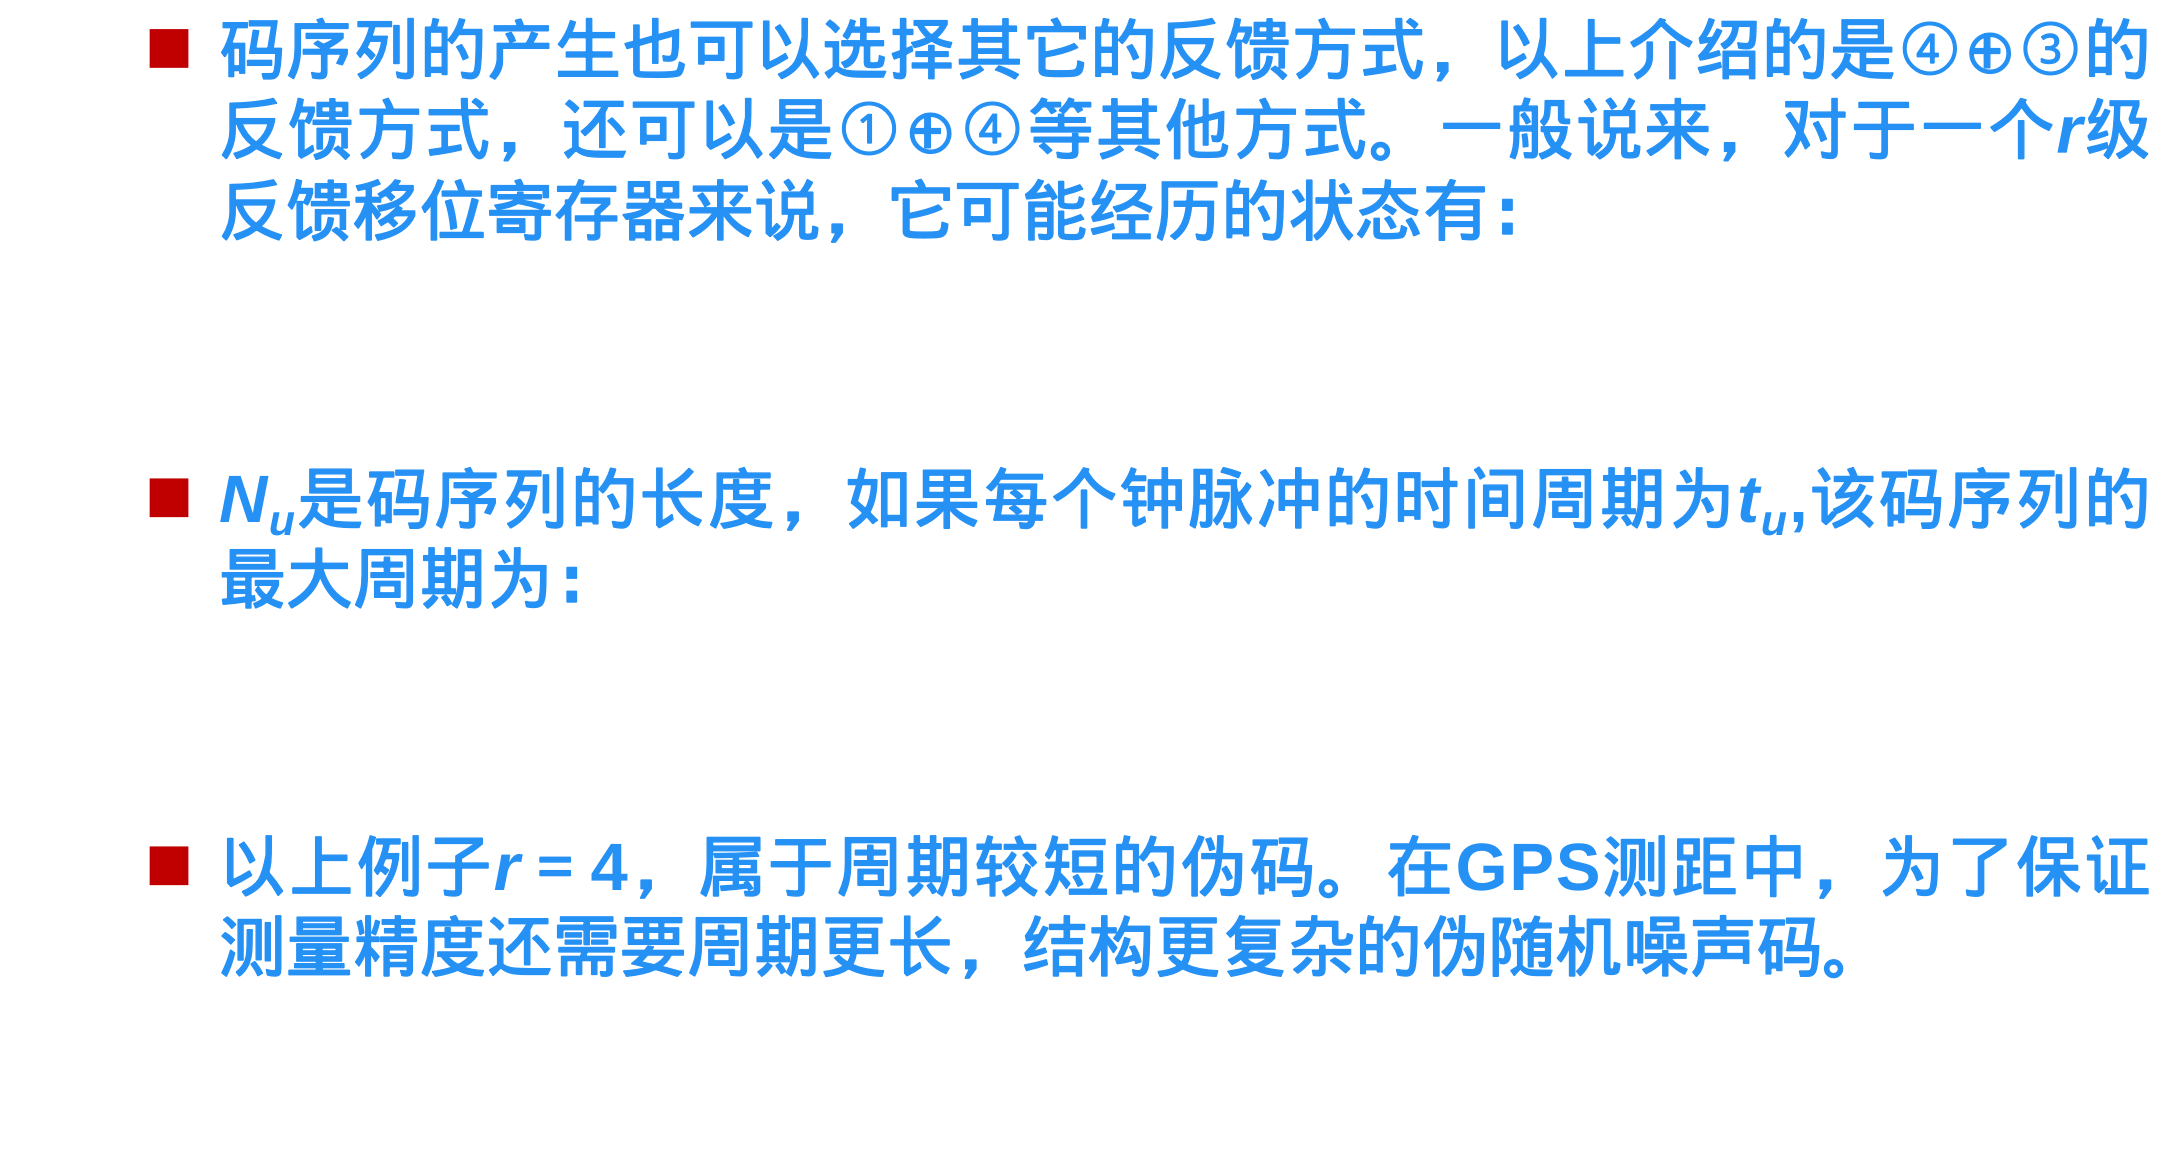 ■ 码序列的产生也可以选择其它的反馈方式，以上介绍的是④⊕③的
反馈方式，还可以是①⊕④等其他方式。一般说来，对于一个r级
反馈移位寄存器来说，它可能经历的状态有：
■ Nu是码序列的长度，如果每个钟脉冲的时间周期为tu,该码序列的
最大周期为：
■ 以上例子r = 4，属于周期较短的伪码。在GPS测距中，为了保证
测量精度还需要周期更长，结构更复杂的伪随机噪声码。